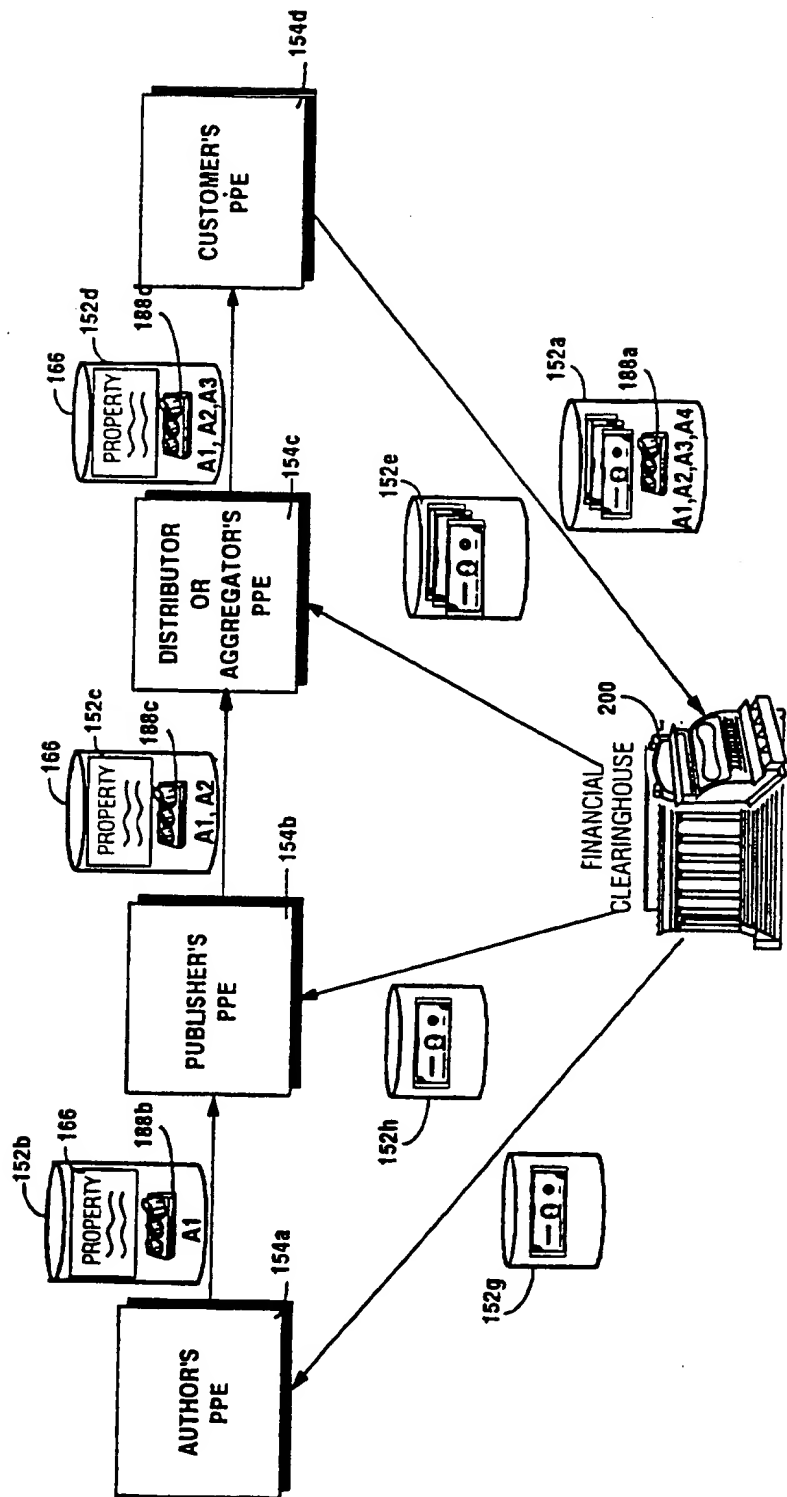 152b
166
PROPERTY
188b
A1
AUTHOR'S
PPE
154a
166
152c
PROPERTY
188c
A1, A2
PUBLISHER'S
PPE
154b
166
152d
PROPERTY
188d
A1, A2, A3
DISTRIBUTOR
OR
AGGREGATOR'S
PPE
154c
CUSTOMER'S
PPE
154d
152g
152h
152e
152a
188a
A1, A2, A3, A4
FINANCIAL
CLEARINGHOUSE
200